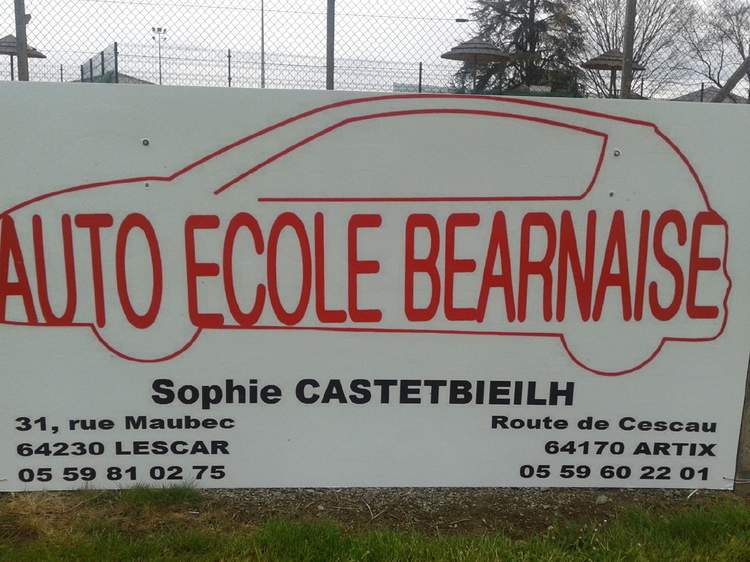 AUTO ECOLE BEARNAISE
Sophie CASTETBIEILH
31, rue Maubec
64230 LESCAR
05 59 81 02 75
Route de Cescau
64170 ARTIX
05 59 60 22 01